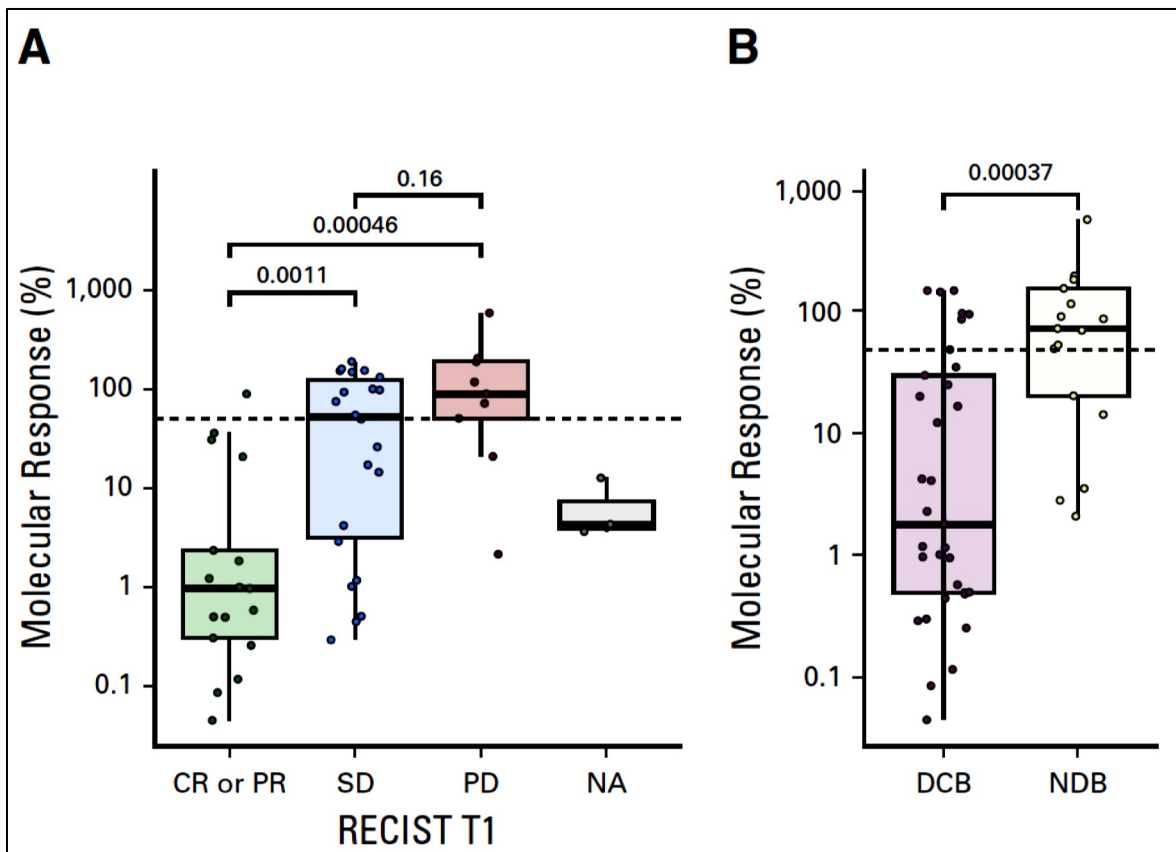 A
B
0.16
0.00046
0.0011
0.00037
Molecular Response (%)
1,000
100
10
1
0.1
CR or PR SD PD NA
RECIST T1
Molecular Response (%)
1,000
100
10
1
0.1
DCB NDB